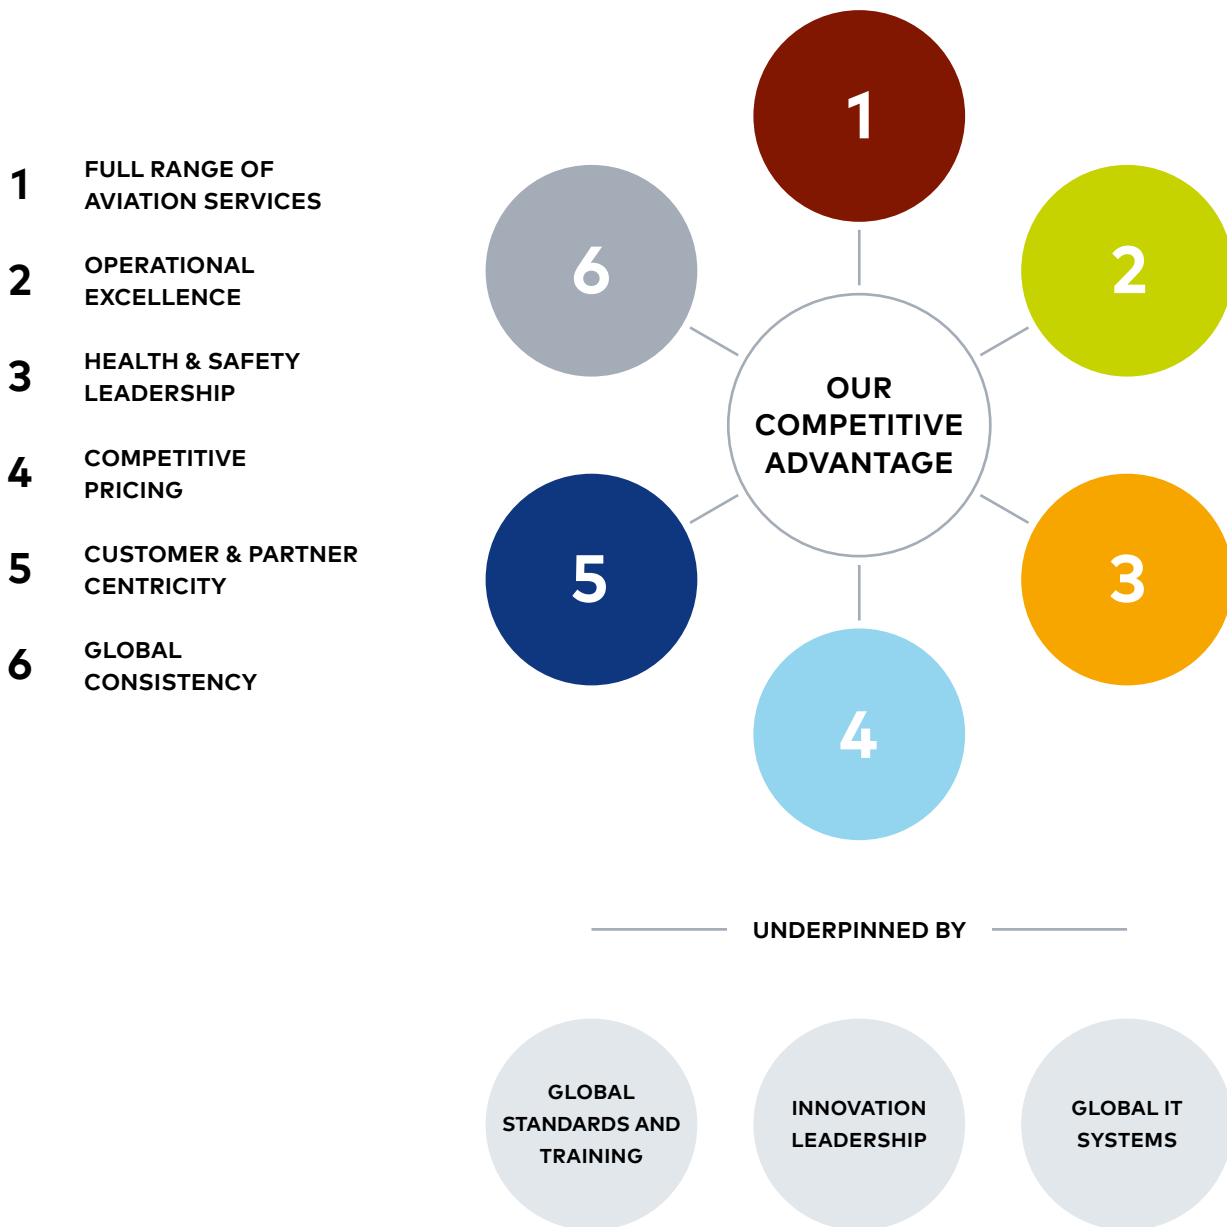 1
FULL RANGE OF
AVIATION SERVICES
2
OPERATIONAL
EXCELLENCE
3
HEALTH & SAFETY
LEADERSHIP
4
COMPETITIVE
PRICING
5
CUSTOMER & PARTNER
CENTRICITY
6
GLOBAL
CONSISTENCY
1
2
3
4
5
6
OUR
COMPETITIVE
ADVANTAGE
UNDERPINNED BY
GLOBAL
STANDARDS AND
TRAINING
INNOVATION
LEADERSHIP
GLOBAL IT
SYSTEMS